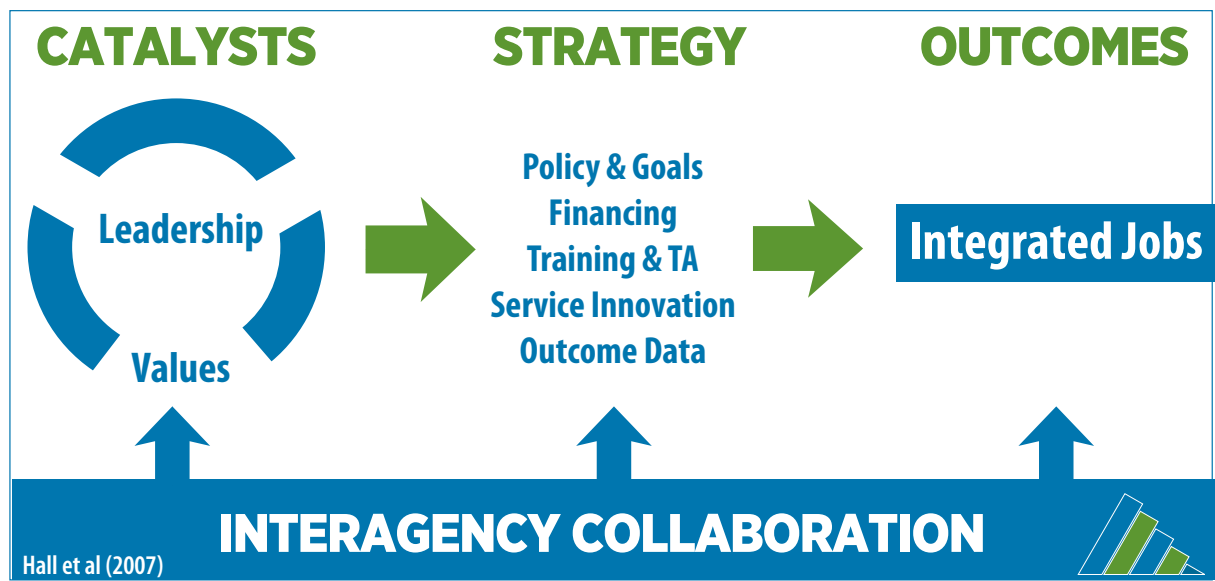 CATALYSTS
Leadership
Values
STRATEGY
Policy & Goals
Financing
Training & TA
Service Innovation
Outcome Data
OUTCOMES
Integrated Jobs
INTERAGENCY COLLABORATION
Hall et al (2007)